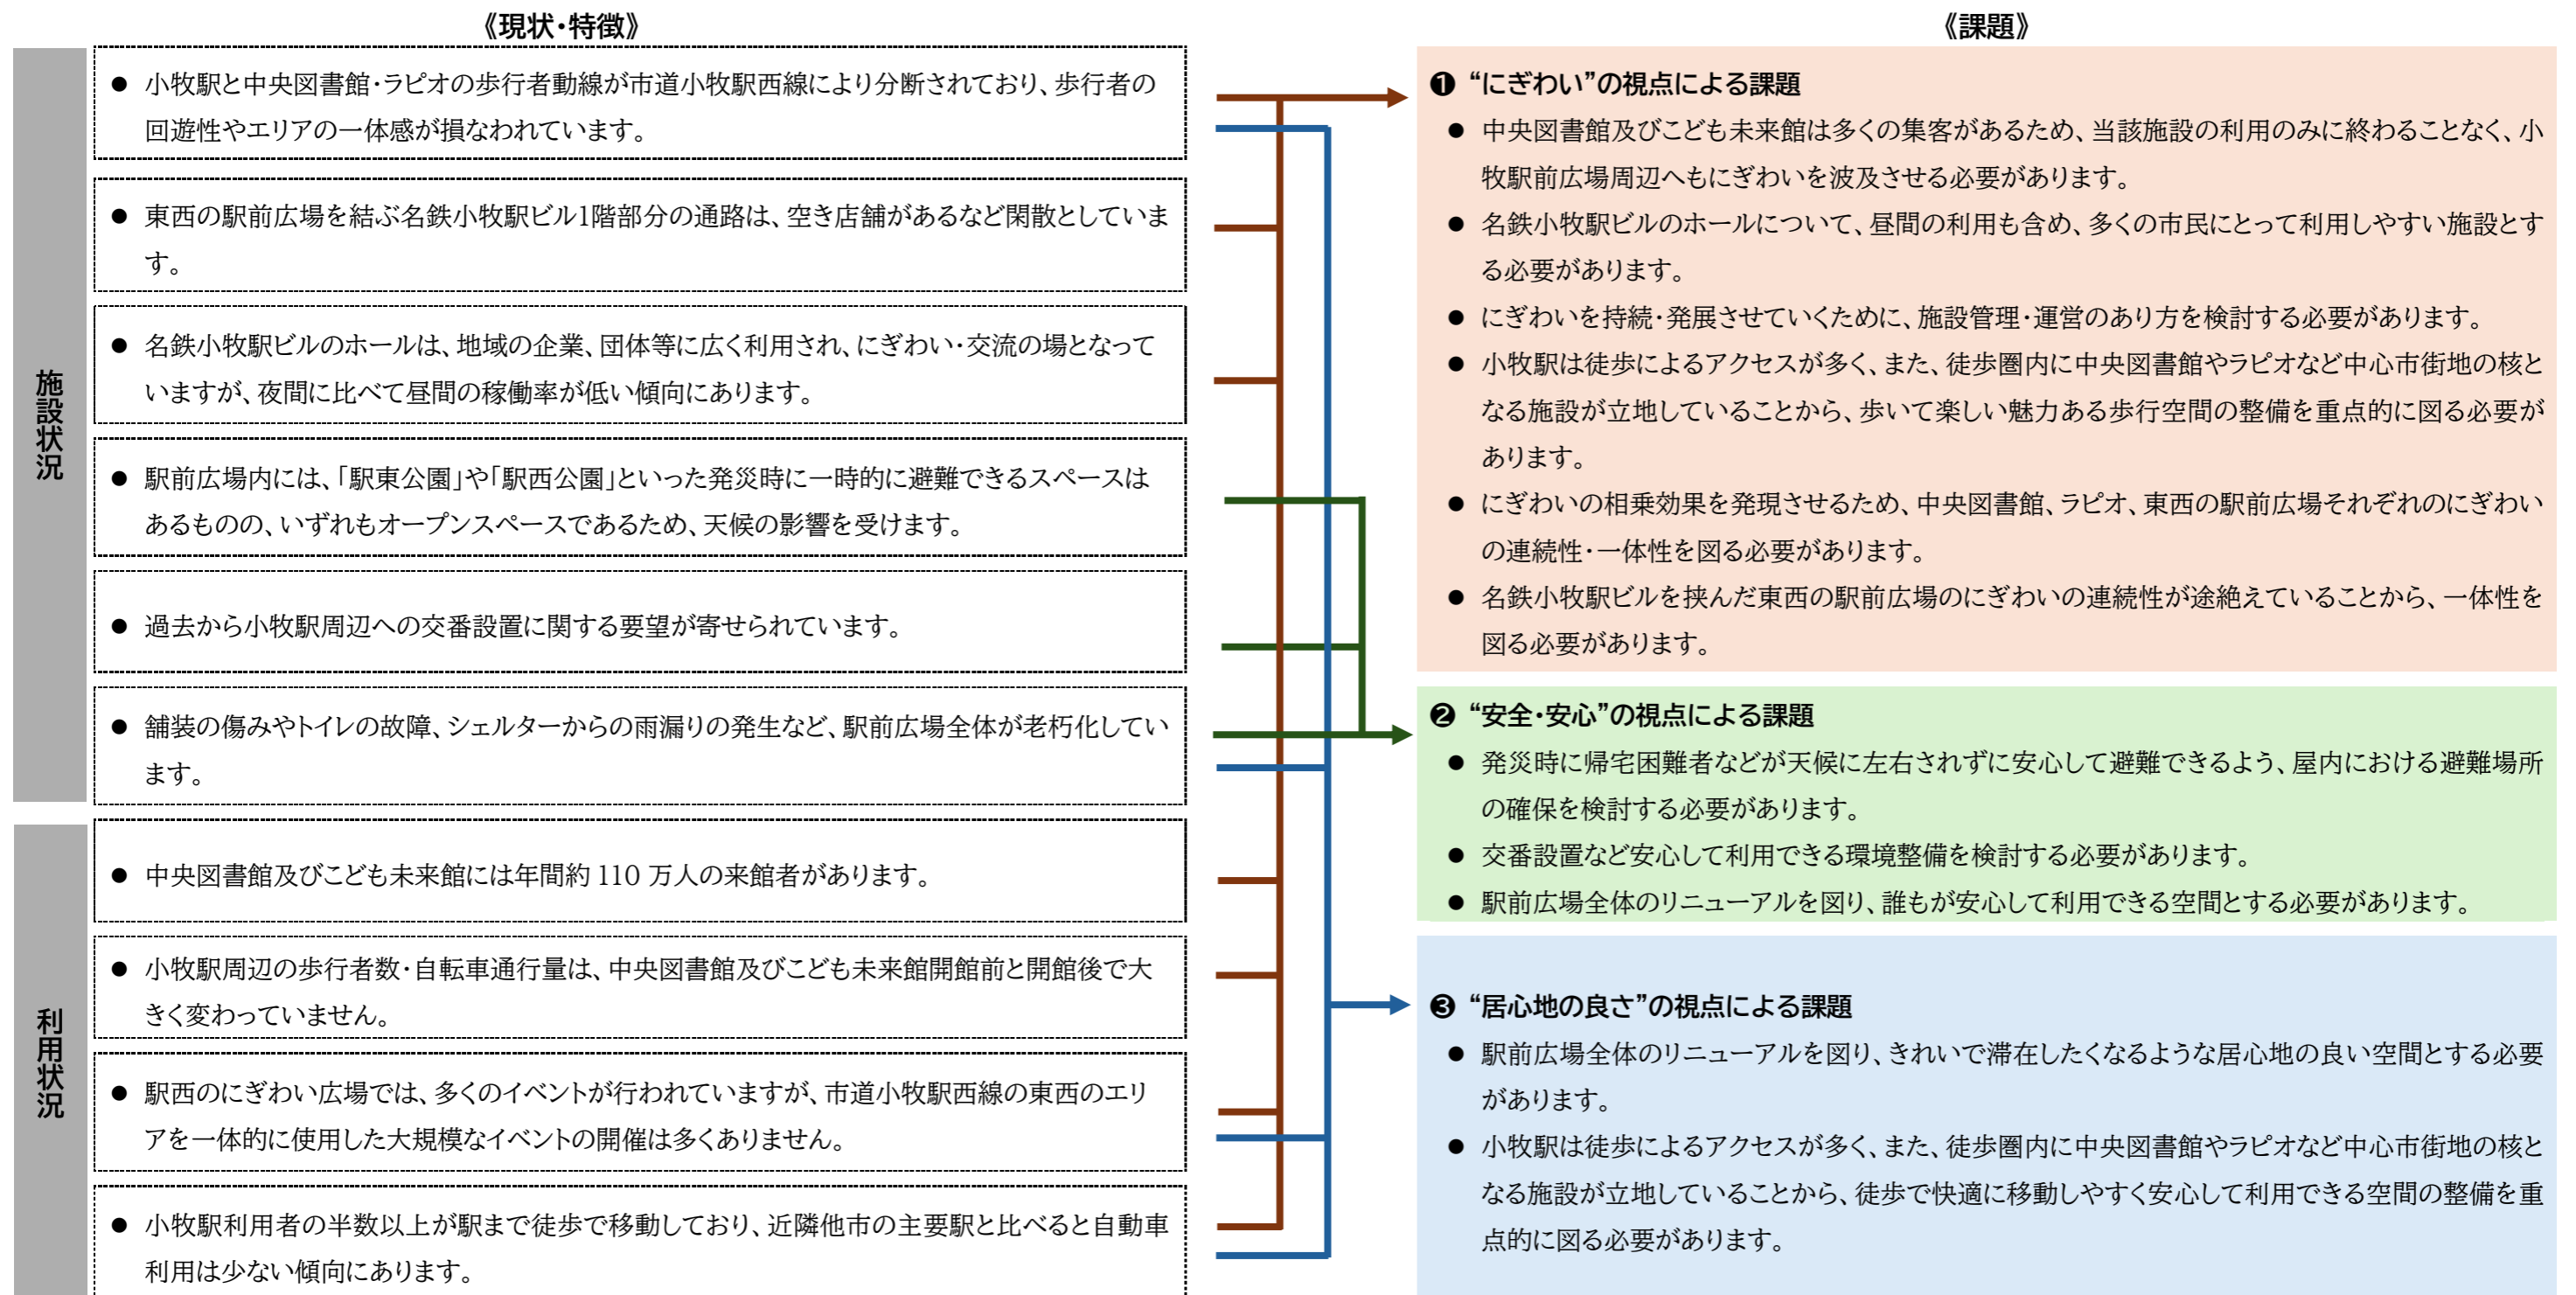 《現状・特徴》
施設状況
● 小牧駅と中央図書館・ラピオの歩行者動線が市道小牧駅西線により分断されており、歩行者の
回遊性やエリアの一体感が損なわれています。
● 東西の駅前広場を結ぶ名鉄小牧駅ビル1階部分の通路は、空き店舗があるなど閑散としていま
す。
● 名鉄小牧駅ビルのホールは、地域の企業、団体等に広く利用され、にぎわい・交流の場となって
いますが、夜間に比べて昼間の稼働率が低い傾向にあります。
● 駅前広場内には、「駅東公園」や「駅西公園」といった発災時に一時的に避難できるスペースは
あるものの、いずれもオープンスペースであるため、天候の影響を受けます。
● 過去から小牧駅周辺への交番設置に関する要望が寄せられています。
● 舗装の傷みやトイレの故障、シェルターからの雨漏りの発生など、駅前広場全体が老朽化してい
ます。
利用状況
● 中央図書館及びこども未来館には年間約 110 万人の来館者があります。
● 小牧駅周辺の歩行者数・自転車通行量は、中央図書館及びこども未来館開館前と開館後で大
きく変わっていません。
● 駅西のにぎわい広場では、多くのイベントが行われていますが、市道小牧駅西線の東西のエリ
アを一体的に使用した大規模なイベントの開催は多くありません。
● 小牧駅利用者の半数以上が駅まで徒歩で移動しており、近隣他市の主要駅と比べると自動車
利用は少ない傾向にあります。
《課題》
❶ “にぎわい”の視点による課題
● 中央図書館及びこども未来館は多くの集客があるため、当該施設の利用のみに終わることなく、小
牧駅前広場周辺へもにぎわいを波及させる必要があります。
● 名鉄小牧駅ビルのホールについて、昼間の利用も含め、多くの市民にとって利用しやすい施設とす
る必要があります。
● にぎわいを持続・発展させていくために、施設管理・運営のあり方を検討する必要があります。
● 小牧駅は徒歩によるアクセスが多く、また、徒歩圏内に中央図書館やラピオなど中心市街地の核と
なる施設が立地していることから、歩いて楽しい魅力ある歩行空間の整備を重点的に図る必要が
あります。
● にぎわいの相乗効果を発現させるため、中央図書館、ラピオ、東西の駅前広場それぞれのにぎわい
の連続性・一体性を図る必要があります。
● 名鉄小牧駅ビルを挟んだ東西の駅前広場のにぎわいの連続性が途絶えていることから、一体性を
図る必要があります。
❷ “安全・安心”の視点による課題
● 発災時に帰宅困難者などが天候に左右されずに安心して避難できるよう、屋内における避難場所
の確保を検討する必要があります。
● 交番設置など安心して利用できる環境整備を検討する必要があります。
● 駅前広場全体のリニューアルを図り、誰もが安心して利用できる空間とする必要があります。
❸ “居心地の良さ”の視点による課題
● 駅前広場全体のリニューアルを図り、きれいで滞在したくなるような居心地の良い空間とする必要
があります。
● 小牧駅は徒歩によるアクセスが多く、また、徒歩圏内に中央図書館やラピオなど中心市街地の核と
なる施設が立地していることから、徒歩で快適に移動しやすく安心して利用できる空間の整備を重
点的に図る必要があります。